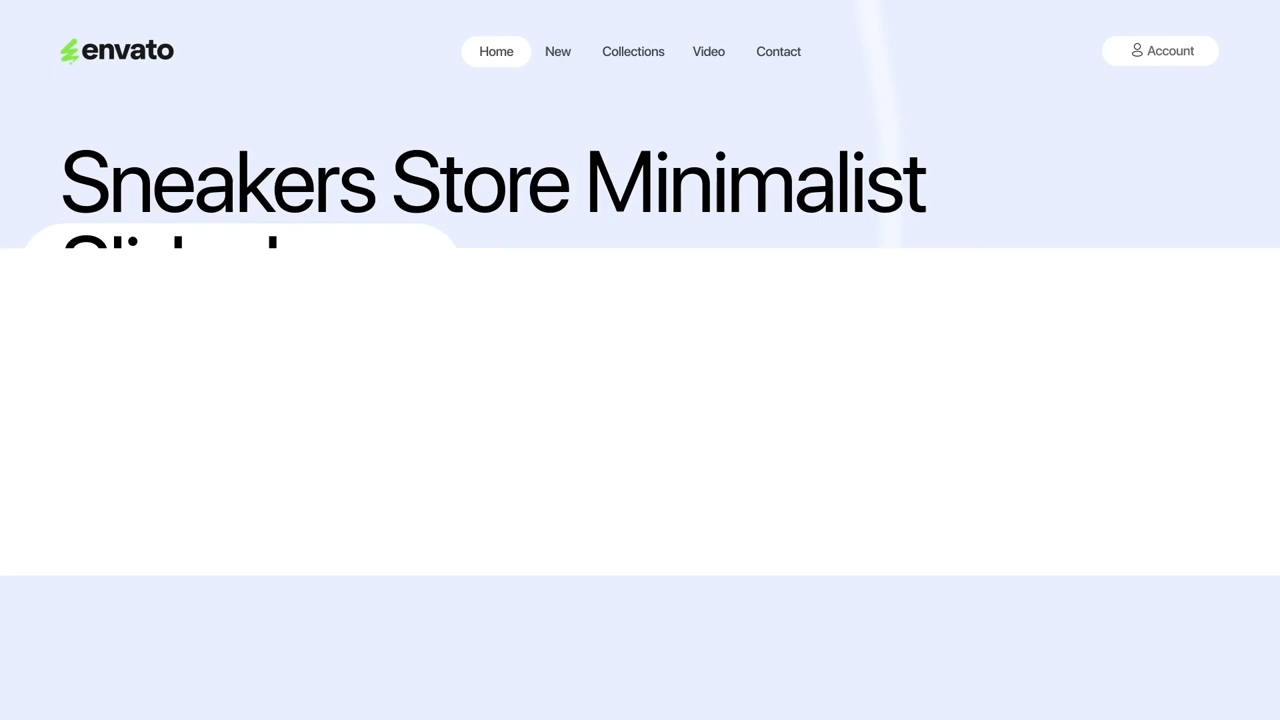 envato
Home
New
Collections
Video
Contact
Account
Sneakers Store Minimalist